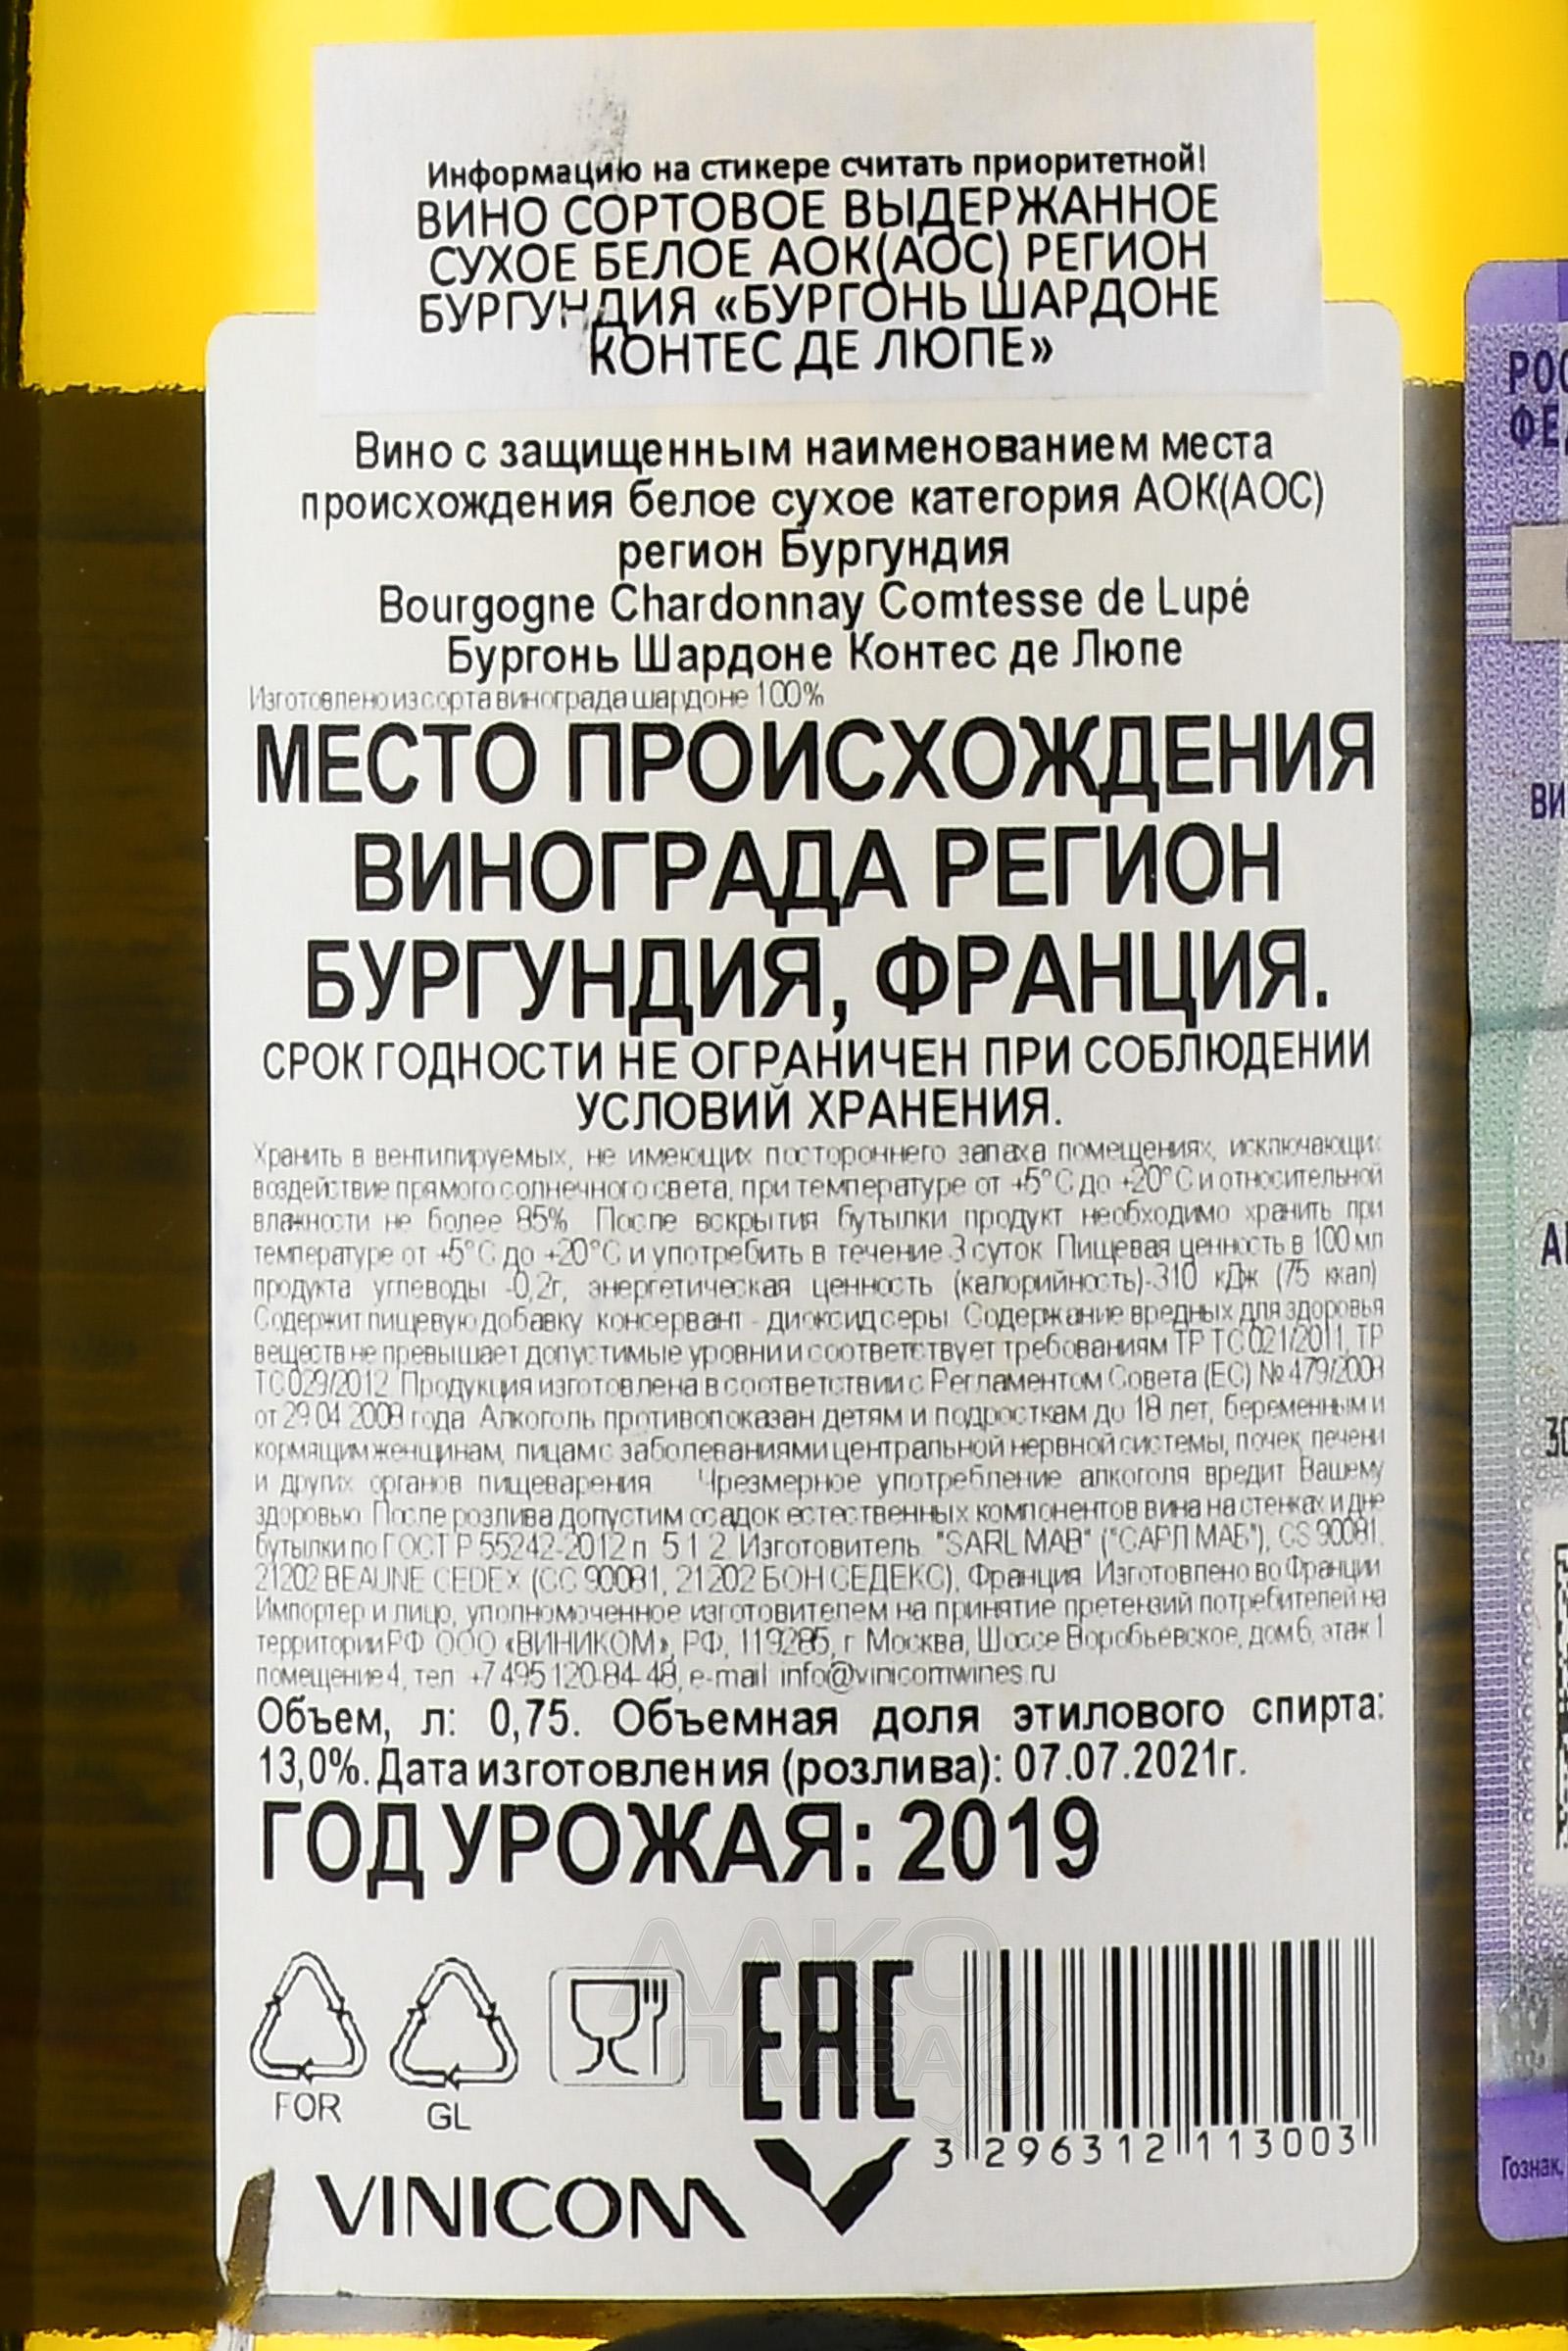 Информацию на стикере считать приоритетной!
ВИНО СОРТОВОЕ ВЫДЕРЖАННОЕ
СУХОЕ БЕЛОЕ АОК(АОС) РЕГИОН
БУРГУНДИЯ «БУРГОНЬ ШАРДОНЕ
КОНТЕС ДЕ ЛЮПЕ»
Вино с защищенным наименованием места
происхождения белое сухое категория АОК(АОС)
регион Бургундия
Bourgogne Chardonnay Comtesse de Lupé
Бургонь Шардоне Контес де Люпе
Изготовлено из сорта винограда шардоне 100%
МЕСТО ПРОИСХОЖДЕНИЯ
ВИНОГРАДА РЕГИОН
БУРГУНДИЯ, ФРАНЦИЯ.
СРОК ГОДНОСТИ НЕ ОГРАНИЧЕН ПРИ СОБЛЮДЕНИИ
УСЛОВИЙ ХРАНЕНИЯ.
Хранить в вентилируемых, не имеющих постороннего запаха помещениях, исключающих
воздействие прямого солнечного света, при температуре от +5°С до +20°С и относительной
влажности не более 85%. После вскрытия бутылки продукт необходимо хранить при
температуре от +5°С до +20°С и употребить в течение 3 суток. Пищевая ценность в 100 мл
продукта углеводы -0,2г, энергетическая ценность (калорийность)-310 кДж (75 ккал)
Содержит пищевую добавку консервант - диоксид серы. Содержание вредных для здоровья
веществ не превышает допустимые уровни и соответствует требованиям ТР ТС 021/2011, ТР
ТС 029/2012. Продукция изготовлена в соответствии с Регламентом Совета (ЕС) № 479/2008
от 29.04.2008 года. Алкоголь противопоказан детям и подросткам до 18 лет, беременным и
кормящим женщинам, лицам с заболеваниями центральной нервной системы, почек, печени
и других органов пищеварения. Чрезмерное употребление алкоголя вредит Вашему
здоровью. После розлива допустим осадок естественных компонентов вина на стенках и дне
бутылки по ГОСТ Р 55242-2012 п. 5.1.2. Изготовитель: "SARL MAB" ("САРЛ МАБ"), CS 90081,
21202 BEAUNE CEDEX (СС 90081, 21202 БОН СЕДЕКС), Франция. Изготовлено во Франции.
Импортер и лицо, уполномоченное изготовителем на принятие претензий потребителей на
территории РФ ООО «ВИНИКОМ», РФ, 119285, г. Москва, Шоссе Воробьевское, дом 6, этаж 1
помещение 4, тел. +7 495 120-84-48, e-mail: info@vinicomwines.ru
Объем, л: 0,75. Объемная доля этилового спирта:
13,0%. Дата изготовления (розлива): 07.07.2021г.
ГОД УРОЖАЯ: 2019
FOR
GL
ЕАС
3 296312 113003
VINICOM
ААКО
ПЛАВА
РОС
ФЕД
ВИ
Гознак,